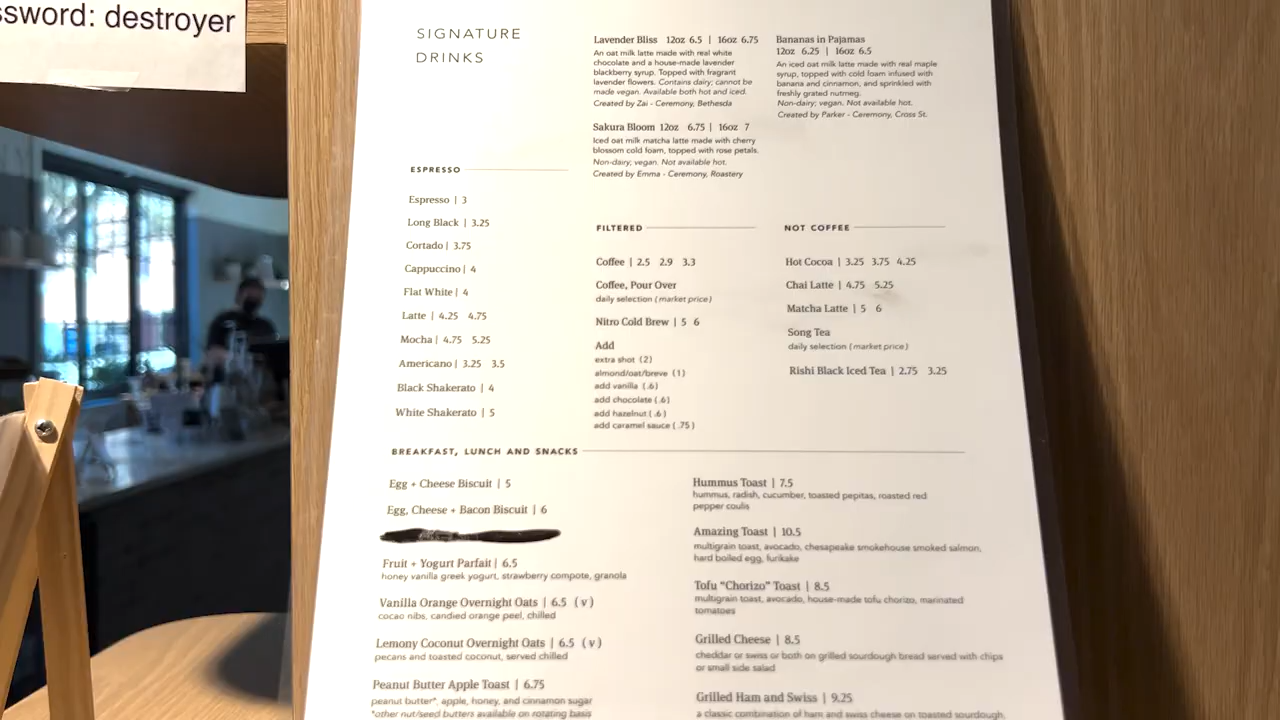 ssword: destroyer
SIGNATURE
DRINKS
Lavender Bliss 12oz 6.5 | 16oz 6.75
An oat milk latte made with real white
chocolate and a house-made lavender
blackberry syrup. Topped with fragrant
lavender flowers. Contains dairy; cannot be
made vegan. Available both hot and iced.
Created by Zai - Ceremony, Bethesda
Sakura Bloom 12oz 6.75 | 16oz 7
Iced oat milk matcha latte made with cherry
blossom cold foam, topped with rose petals.
Non-dairy; vegan. Not available hot.
Created by Emma - Ceremony, Roastery
Bananas in Pajamas
12oz 6.25 | 16oz 6.5
An iced oat milk latte made with real maple
syrup, topped with cold foam infused with
banana and cinnamon, and sprinkled with
freshly grated nutmeg.
Non-dairy; vegan. Not available hot.
Created by Parker - Ceremony, Cross St.
ESPRESSO
Espresso | 3
Long Black | 3.25
Cortado | 3.75
Cappuccino | 4
Flat White | 4
Latte | 4.25 4.75
Mocha | 4.75 5.25
Americano | 3.25 3.5
Black Shakerato | 4
White Shakerato | 5
FILTERED
Coffee | 2.5 2.9 3.3
Coffee, Pour Over
daily selection (market price)
Nitro Cold Brew | 5 6
Add
extra shot (2)
almond/oat/breve (1)
add vanilla (.6)
add chocolate (.6)
add hazelnut (.6)
add caramel sauce (.75)
NOT COFFEE
Hot Cocoa | 3.25 3.75 4.25
Chai Latte | 4.75 5.25
Matcha Latte | 5 6
Song Tea
daily selection (market price)
Rishi Black Iced Tea | 2.75 3.25
BREAKFAST, LUNCH AND SNACKS
Egg + Cheese Biscuit | 5
Egg, Cheese + Bacon Biscuit | 6
Fruit + Yogurt Parfait | 6.5
honey vanilla greek yogurt, strawberry compote, granola
Vanilla Orange Overnight Oats | 6.5 (v)
cocao nibs, candied orange peel, chilled
Lemony Coconut Overnight Oats | 6.5 (v)
pecans and toasted coconut, served chilled
Peanut Butter Apple Toast | 6.75
peanut butter*, apple, honey, and cinnamon sugar
*other nut/seed butters available on rotating basis
Hummus Toast | 7.5
hummus, radish, cucumber, toasted pepitas, roasted red
pepper coulis
Amazing Toast | 10.5
multigrain toast, avocado, chesapeake smokehouse smoked salmon,
hard boiled egg, furikake
Tofu "Chorizo" Toast | 8.5
multigrain toast, avocado, house-made tofu chorizo, marinated
tomatoes
Grilled Cheese | 8.5
cheddar or swiss or both on grilled sourdough bread served with chips
or small side salad
Grilled Ham and Swiss | 9.25
a classic combination of ham and swiss cheese on toasted sourdough,